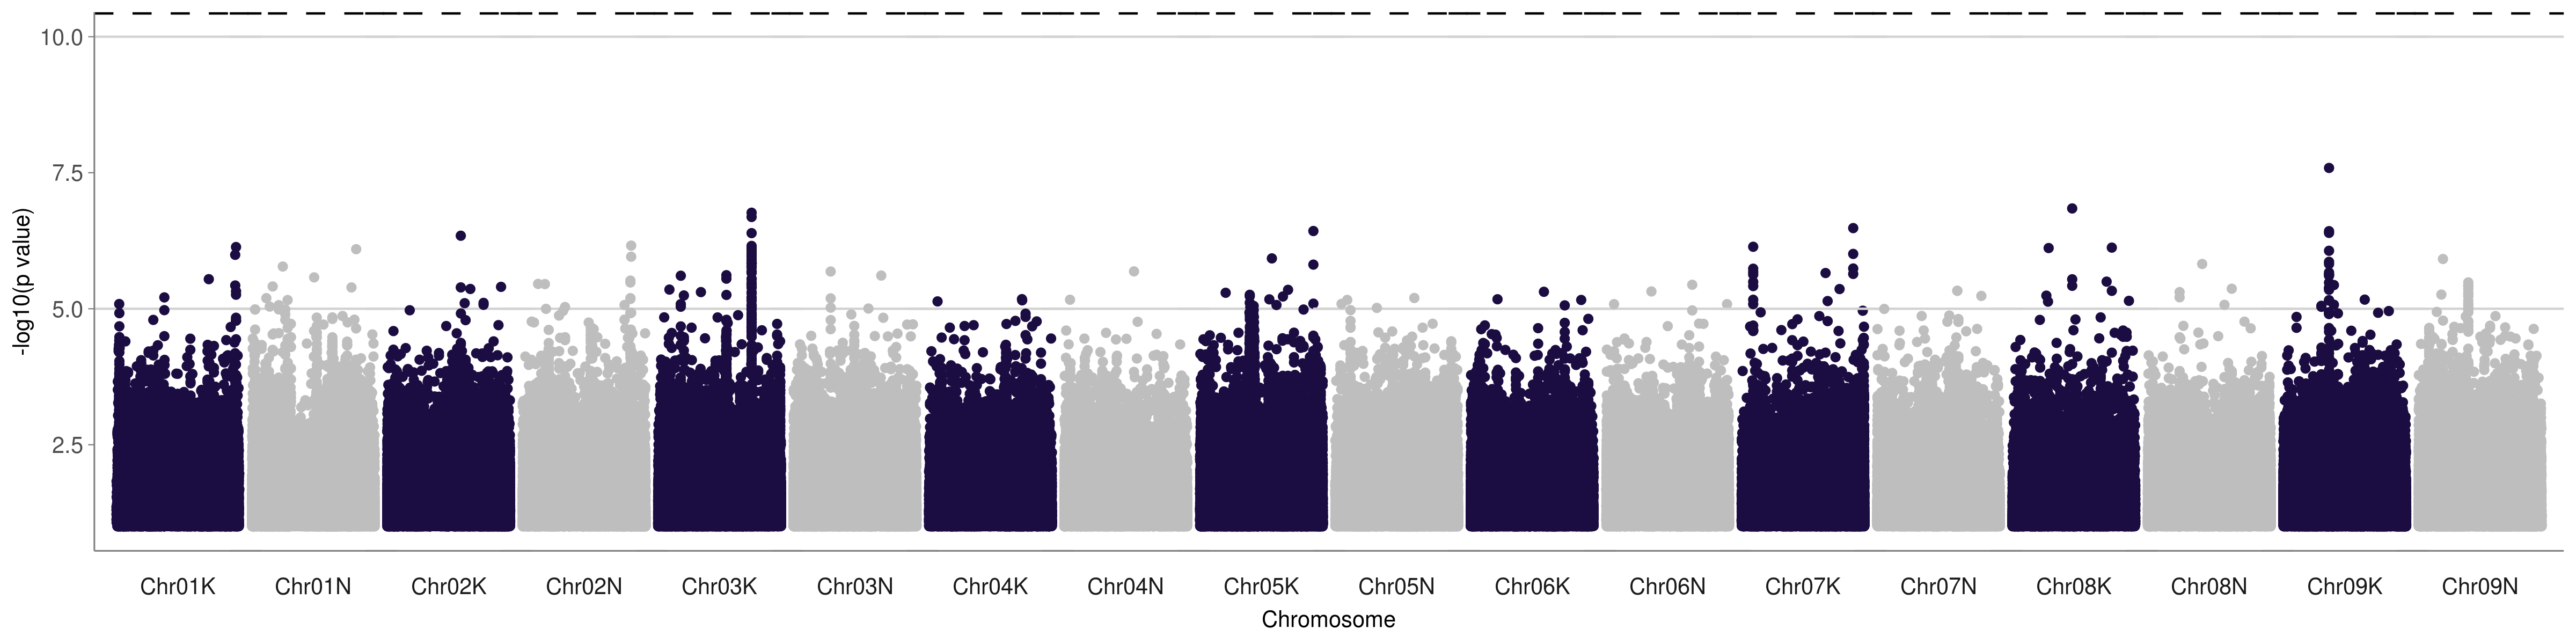 10.0
7.5
5.0
2.5
-log10(p value)
Chr01K Chr01N Chr02K Chr02N Chr03K Chr03N Chr04K Chr04N Chr05K Chr05N Chr06K Chr06N Chr07K Chr07N Chr08K Chr08N Chr09K Chr09N
Chromosome